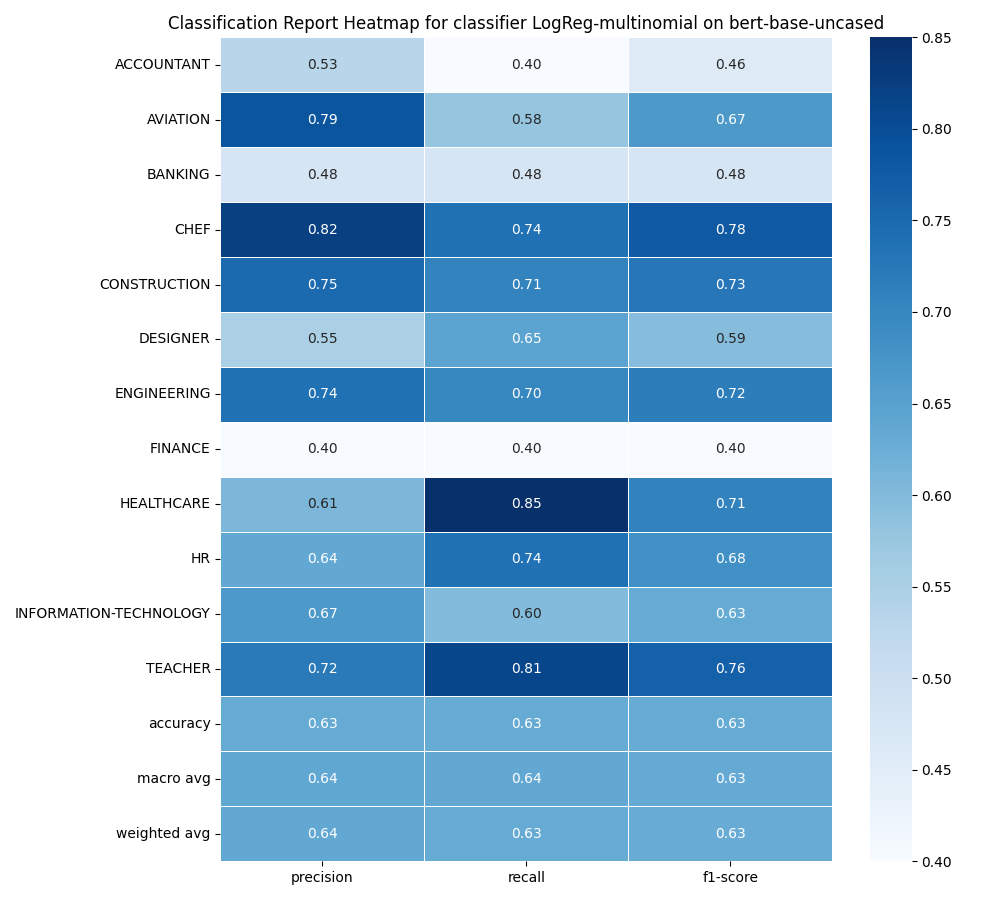 Classification Report Heatmap for classifier LogReg-multinomial on bert-base-uncased
ACCOUNTANT 0.53 0.40 0.46
AVIATION 0.79 0.58 0.67
BANKING 0.48 0.48 0.48
CHEF 0.82 0.74 0.78
CONSTRUCTION 0.75 0.71 0.73
DESIGNER 0.55 0.65 0.59
ENGINEERING 0.74 0.70 0.72
FINANCE 0.40 0.40 0.40
HEALTHCARE 0.61 0.85 0.71
HR 0.64 0.74 0.68
INFORMATION-TECHNOLOGY 0.67 0.60 0.63
TEACHER 0.72 0.81 0.76
accuracy 0.63 0.63 0.63
macro avg 0.64 0.64 0.63
weighted avg 0.64 0.63 0.63
precision recall f1-score
0.85
0.80
0.75
0.70
0.65
0.60
0.55
0.50
0.45
0.40